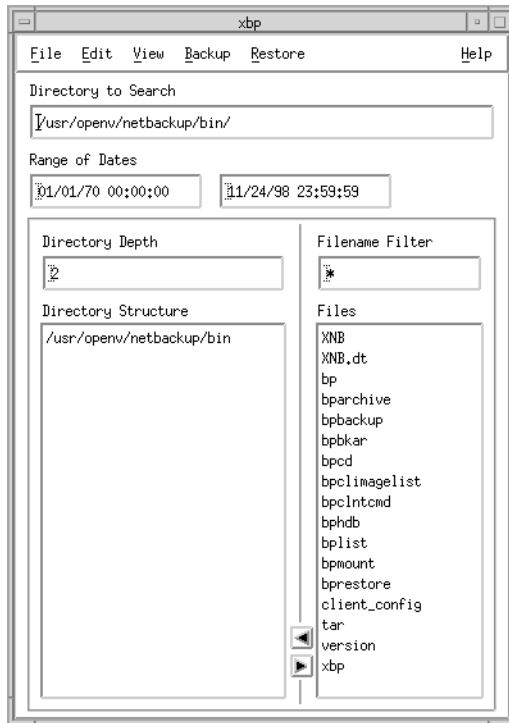 xbp
File Edit View Backup Restore Help
Directory to Search
/usr/openv/netbackup/bin/
Range of Dates
01/01/70 00:00:00 11/24/98 23:59:59
Directory Depth
2
Directory Structure
/usr/openv/netbackup/bin
Filename Filter
*
Files
XNB
XNB.dt
bp
bparchive
bpbackup
bpbkar
bpcd
bpclimagelist
bpclntcmd
bphdb
bplist
bpmount
bprestore
client_config
tar
version
xbp